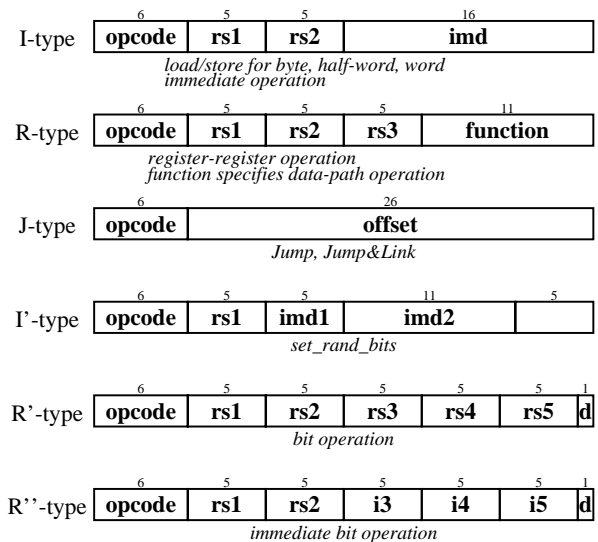 6 5 5 16
I-type opcode rs1 rs2 imd
load/store for byte, half-word, word
immediate operation
6 5 5 5 11
R-type opcode rs1 rs2 rs3 function
register-register operation
function specifies data-path operation
6 26
J-type opcode offset
Jump, Jump&Link
6 5 5 11 5
I'-type opcode rs1 imd1 imd2
set_rand_bits
6 5 5 5 5 5 1
R'-type opcode rs1 rs2 rs3 rs4 rs5 d
bit operation
6 5 5 5 5 5 1
R''-type opcode rs1 rs2 i3 i4 i5 d
immediate bit operation